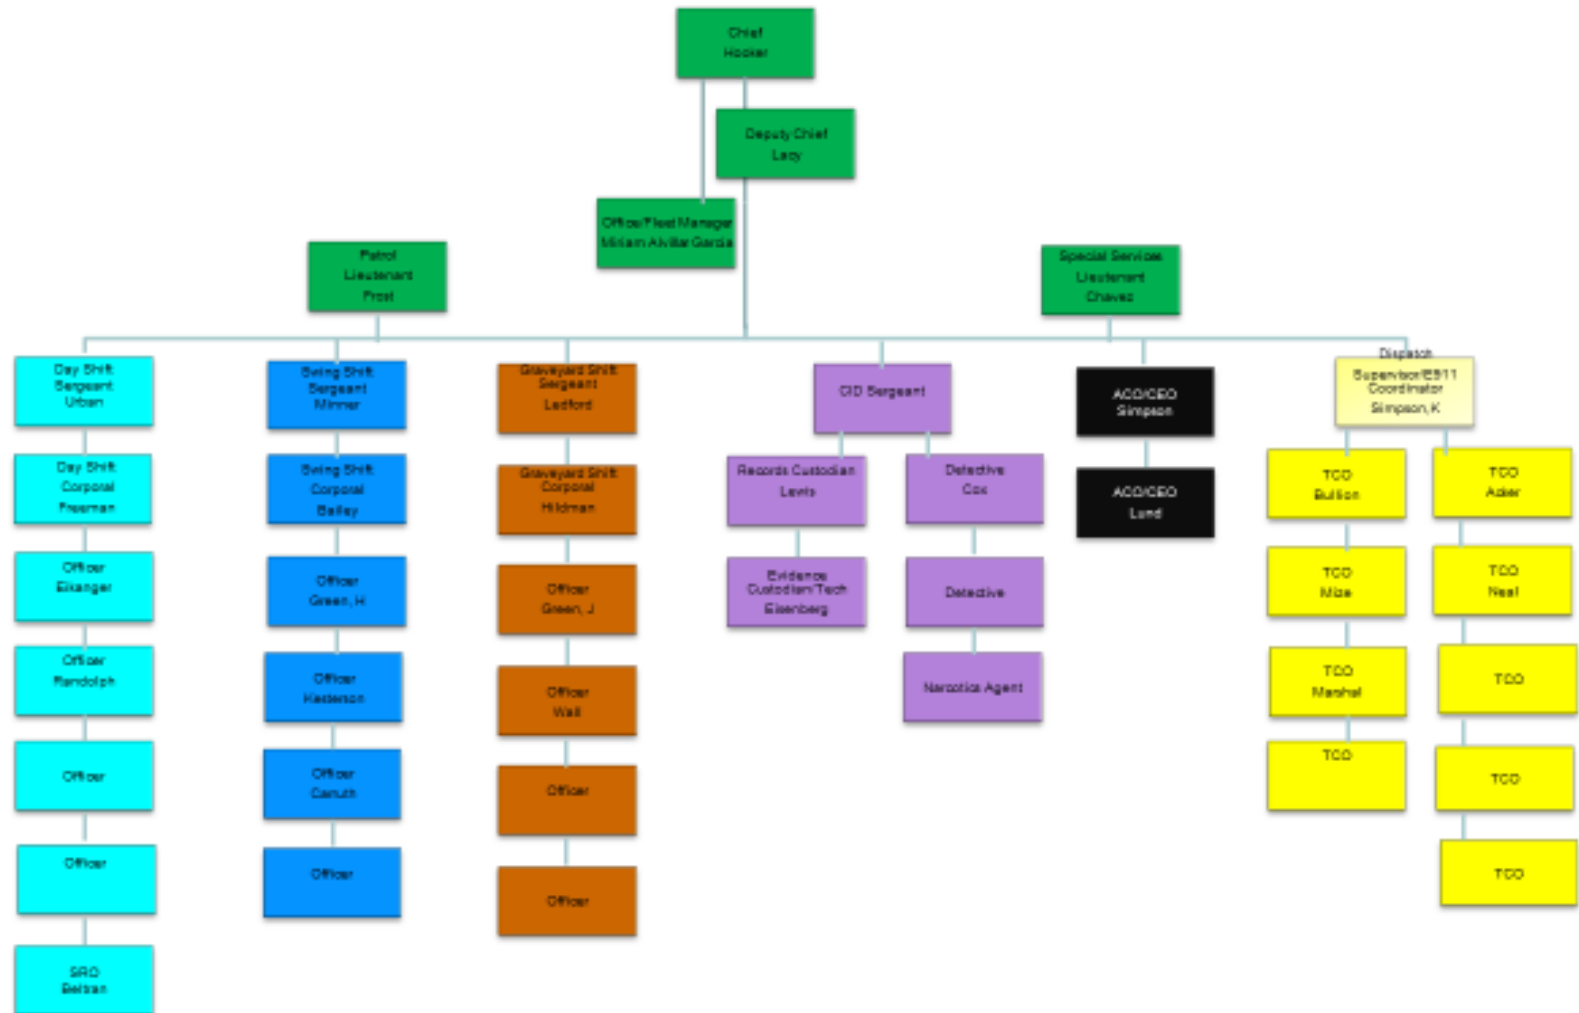 Chief
Hooker
Deputy Chief
Lacy
Office/Fleet Manager
Miriam Alvillar Garcia
Patrol
Lieutenant
Frost
Special Services
Lieutenant
Chavez
Day Shift
Sergeant
Urban
Day Shift
Corporal
Freeman
Officer
Eikanger
Officer
Randolph
Officer
Officer
SRO
Beltran
Swing Shift
Sergeant
Minner
Swing Shift
Corporal
Bailey
Officer
Green, H
Officer
Kesterson
Officer
Officer
Graveyard Shift
Sergeant
Ledford
Graveyard Shift
Corporal
Hildman
Officer
Green, J
Officer
Wall
Officer
Officer
CID Sergeant
Records Custodian
Lewis
Evidence
Custodian/Tech
Eisenberg
Detective
Cox
Detective
Narcotics Agent
ACO/CEO
Simpson
ACO/CEO
Lund
Dispatch
Supervisor/E911
Coordinator
Simpson, K
TCO
Bullion
TCO
Mize
TCO
Marshal
TCO
TCO
TCO
Neal
TCO
TCO
TCO